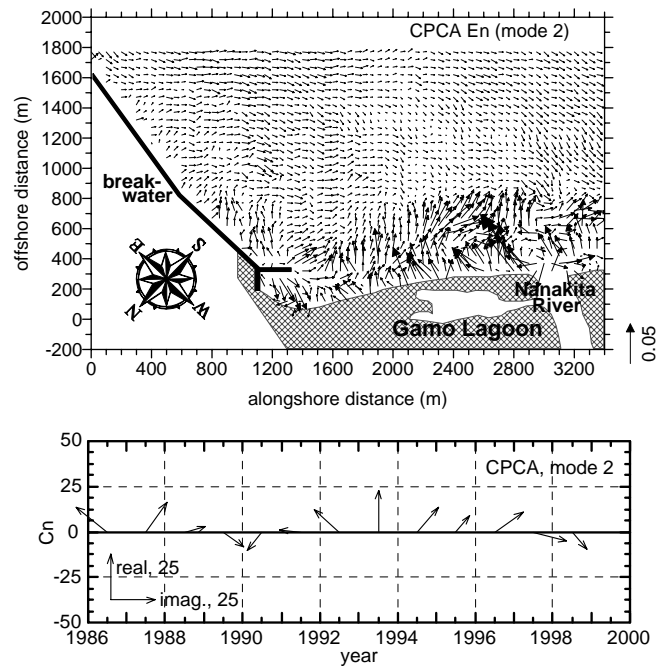 CPCA En (mode 2)
2000
1800
1600
1400
1200
1000
800
600
400
200
0
-200
offshore distance (m)
break-
water
E
S
N
W
Nanakita
River
Gamo Lagoon
0.05
0 400 800 1200 1600 2000 2400 2800 3200
alongshore distance (m)
CPCA, mode 2
50
25
0
-25
-50
Cn
real, 25
imag., 25
1986 1988 1990 1992 1994 1996 1998 2000
year